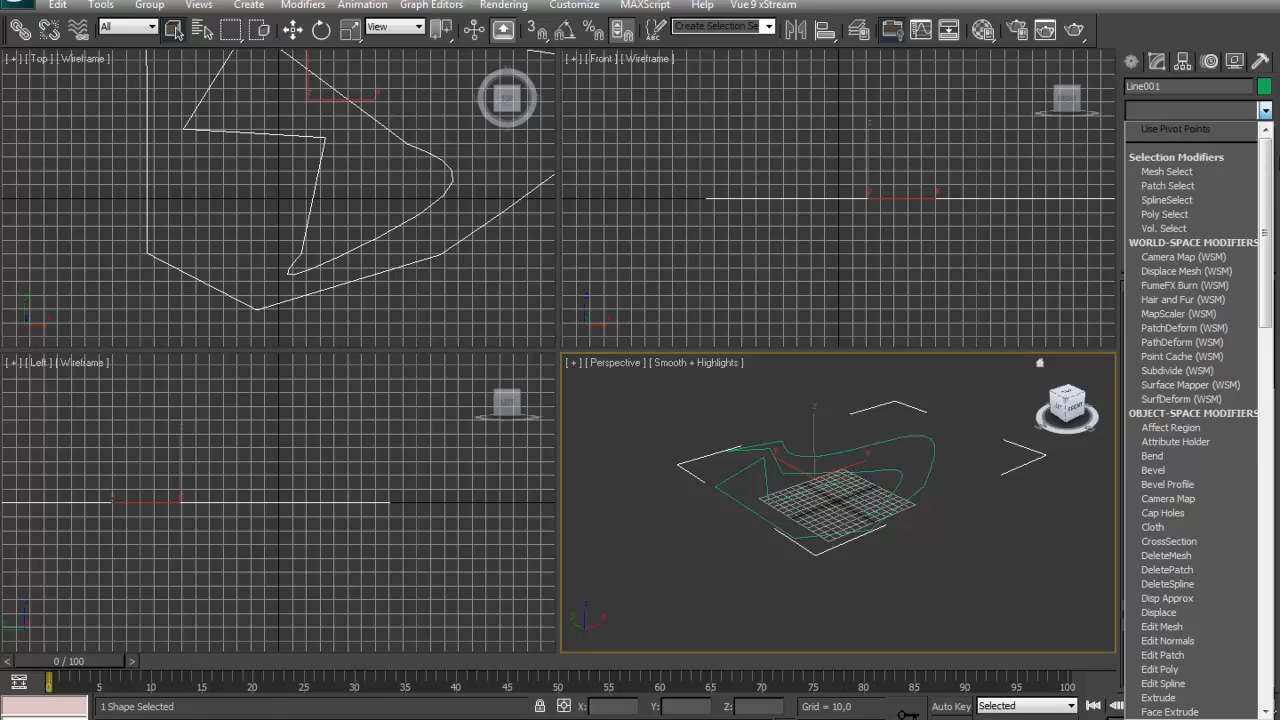 Edit Tools Group Views Create Modifiers Animation Graph Editors Rendering Customize MAXScript Help Vue 9 xStream
All
View
3
%
Create Selection Se
[ + ] [ Top ] [ Wireframe ]
TOP
[ + ] [ Front ] [ Wireframe ]
FRONT
[ + ] [ Left ] [ Wireframe ]
LEFT
[ + ] [ Perspective ] [ Smooth + Highlights ]
FRONT
Line001
Use Pivot Points
Selection Modifiers
Mesh Select
Patch Select
SplineSelect
Poly Select
Vol. Select
WORLD-SPACE MODIFIERS
Camera Map (WSM)
Displace Mesh (WSM)
FumeFX Burn (WSM)
Hair and Fur (WSM)
MapScaler (WSM)
PatchDeform (WSM)
PathDeform (WSM)
Point Cache (WSM)
Subdivide (WSM)
Surface Mapper (WSM)
SurfDeform (WSM)
OBJECT-SPACE MODIFIERS
Affect Region
Attribute Holder
Bend
Bevel
Bevel Profile
Camera Map
Cap Holes
Cloth
CrossSection
DeleteMesh
DeletePatch
DeleteSpline
Disp Approx
Displace
Edit Mesh
Edit Normals
Edit Patch
Edit Poly
Edit Spline
Extrude
Face Extrude
< 0 / 100 >
0 5 10 15 20 25 30 35 40 45 50 55 60 65 70 75 80 85 90 95 100
1 Shape Selected X: Y: Z: Grid = 10,0 Auto Key Selected